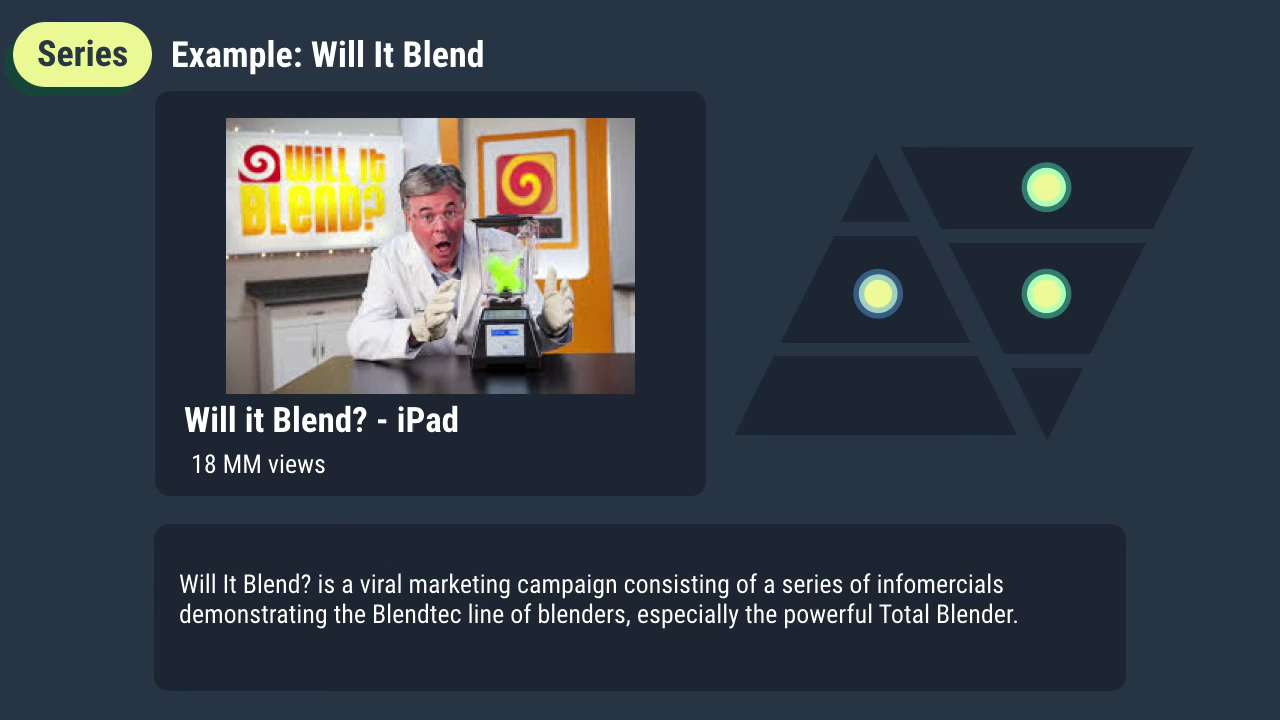 Series
Example: Will It Blend
WiLL iT
BLEND?
Will it Blend? - iPad
18 MM views
Will It Blend? is a viral marketing campaign consisting of a series of infomercials
demonstrating the Blendtec line of blenders, especially the powerful Total Blender.